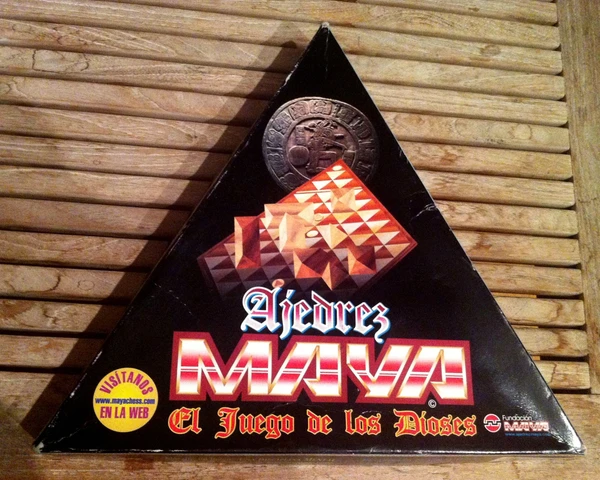 Ajedrez
MAYA
©
El Juego de los Dioses
VISÍTANOS
www.mayachess.com
EN LA WEB
Fundación
MAYA